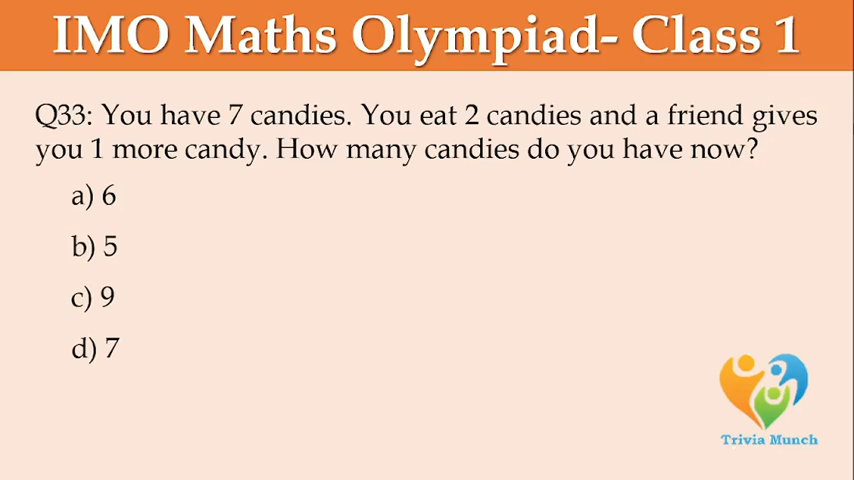 IMO Maths Olympiad- Class 1
Q33: You have 7 candies. You eat 2 candies and a friend gives
you 1 more candy. How many candies do you have now?
a) 6
b) 5
c) 9
d) 7
Trivia Munch